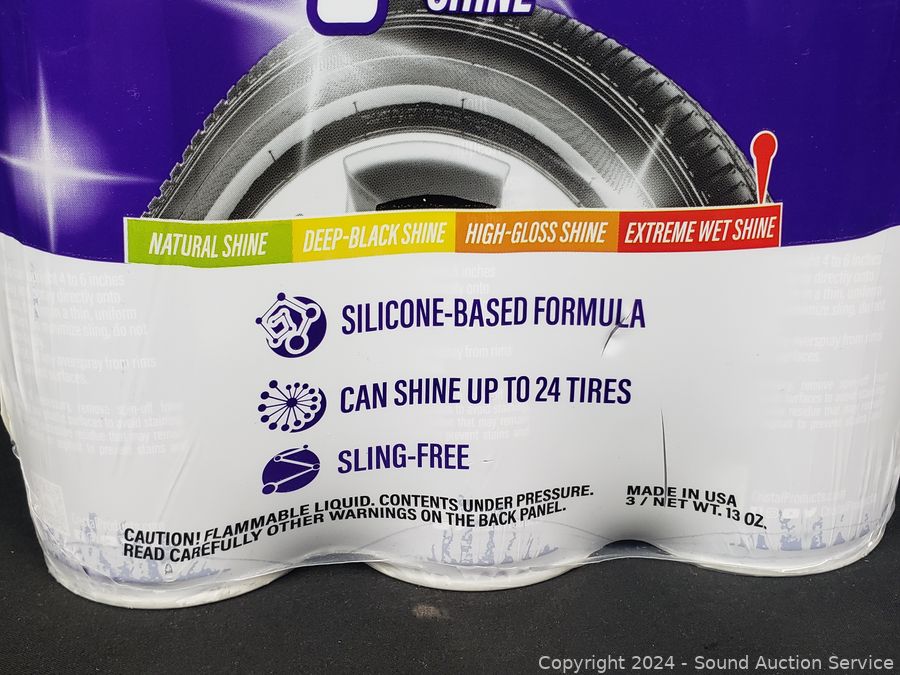 SHINE
NATURAL SHINE DEEP-BLACK SHINE HIGH-GLOSS SHINE EXTREME WET SHINE
SILICONE-BASED FORMULA
CAN SHINE UP TO 24 TIRES
SLING-FREE
CAUTION! FLAMMABLE LIQUID. CONTENTS UNDER PRESSURE.
READ CAREFULLY OTHER WARNINGS ON THE BACK PANEL.
MADE IN USA
3 / NET WT. 13 OZ.
Copyright 2024 - Sound Auction Service